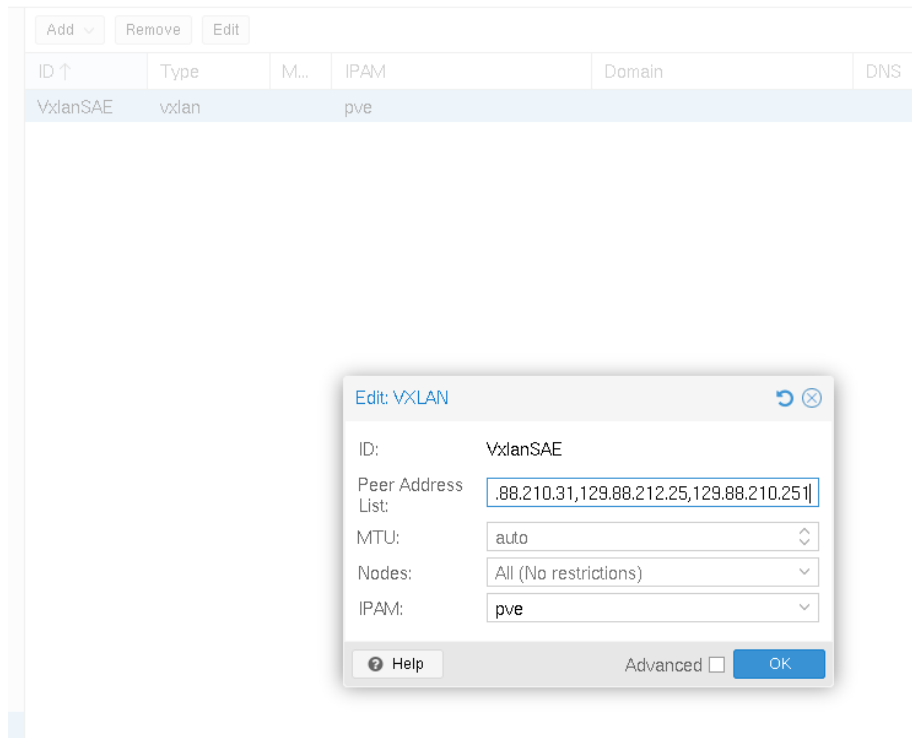 Add Remove Edit
ID ↑ Type M... IPAM Domain DNS
VxlanSAE vxlan pve
Edit: VXLAN
ID: VxlanSAE
Peer Address List: .88.210.31,129.88.212.25,129.88.210.251
MTU: auto
Nodes: All (No restrictions)
IPAM: pve
Help Advanced OK